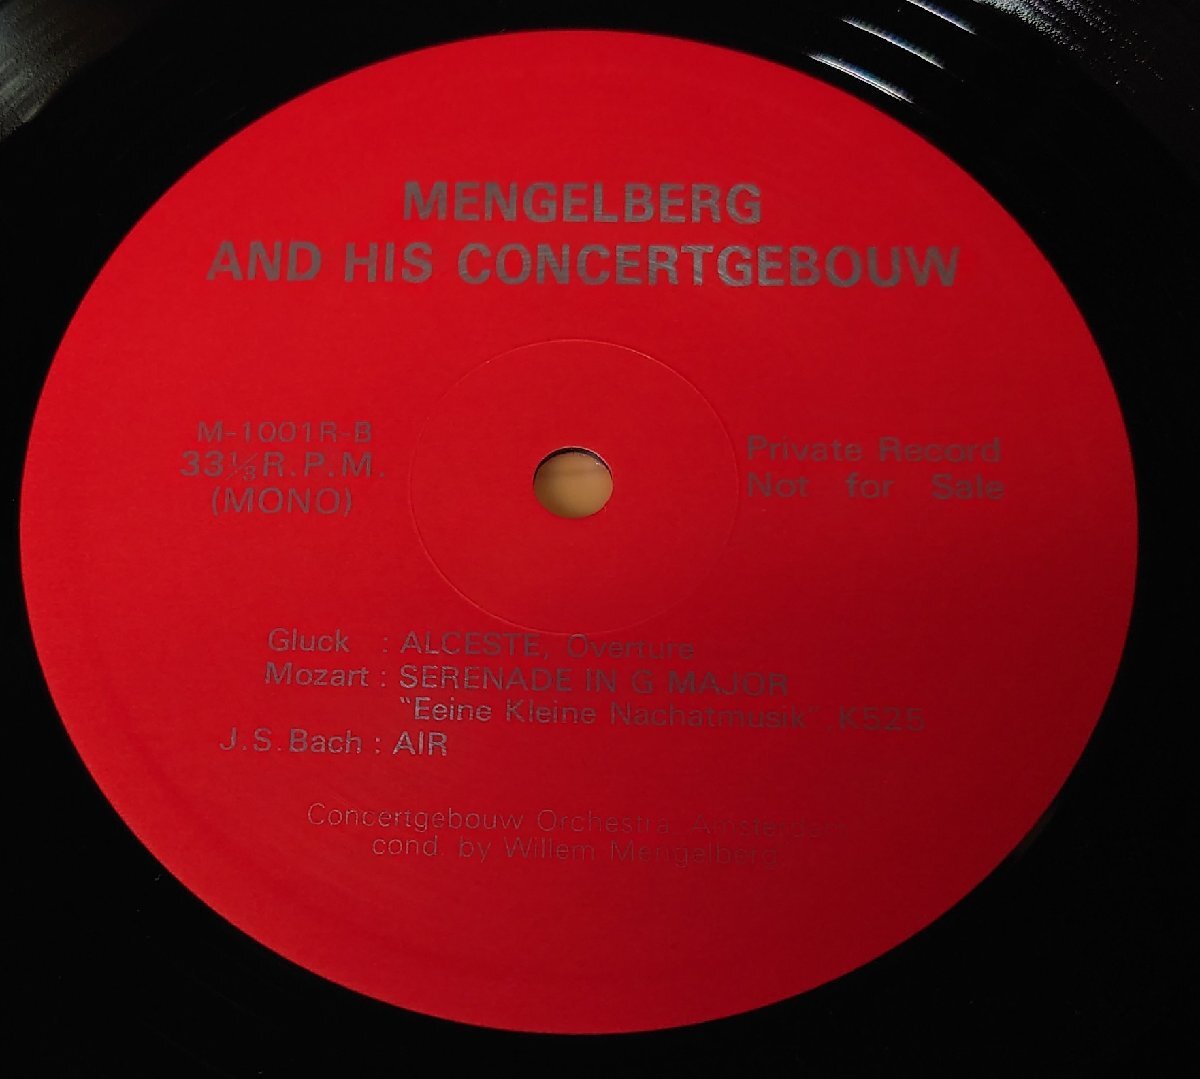 MENGELBERG
AND HIS CONCERTGEBOUW
M-1001R-B
33⅓R.P.M.
(MONO)
Private Record
Not for Sale
Gluck : ALCESTE, Overture
Mozart : SERENADE IN G MAJOR
"Eeine Kleine Nachatmusik", K525
J.S.Bach : AIR
Concertgebouw Orchestra, Amsterdam
cond. by Willem Mengelberg